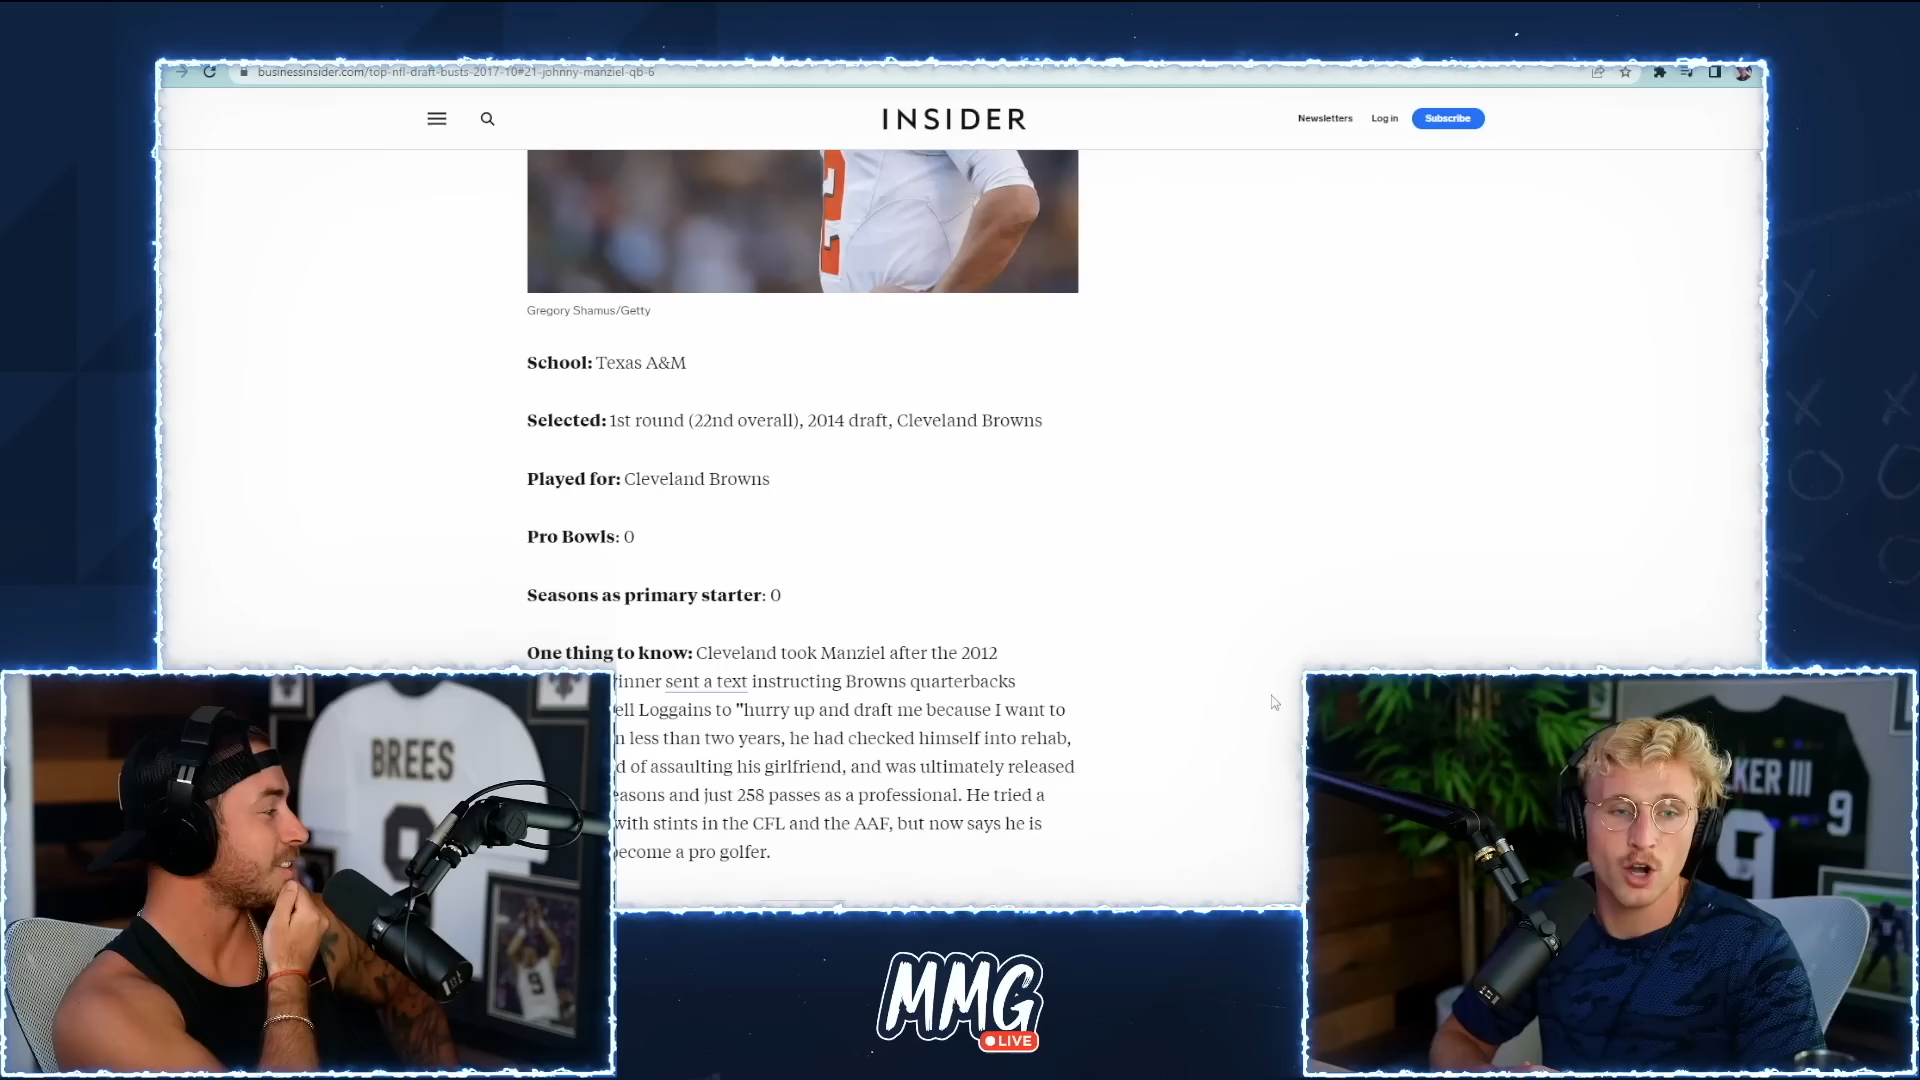 businessinsider.com/top-nfl-draft-busts-2017-10#21-johnny-manziel-qb-6
INSIDER
Newsletters Log in Subscribe
2
Gregory Shamus/Getty
School: Texas A&M
Selected: 1st round (22nd overall), 2014 draft, Cleveland Browns
Played for: Cleveland Browns
Pro Bowls: 0
Seasons as primary starter: 0
One thing to know: Cleveland took Manziel after the 2012
inner sent a text instructing Browns quarterbacks
ell Loggains to "hurry up and draft me because I want to
n less than two years, he had checked himself into rehab,
d of assaulting his girlfriend, and was ultimately released
easons and just 258 passes as a professional. He tried a
with stints in the CFL and the AAF, but now says he is
ecome a pro golfer.
BREES
9
9
KER III
9
9
MMG
LIVE